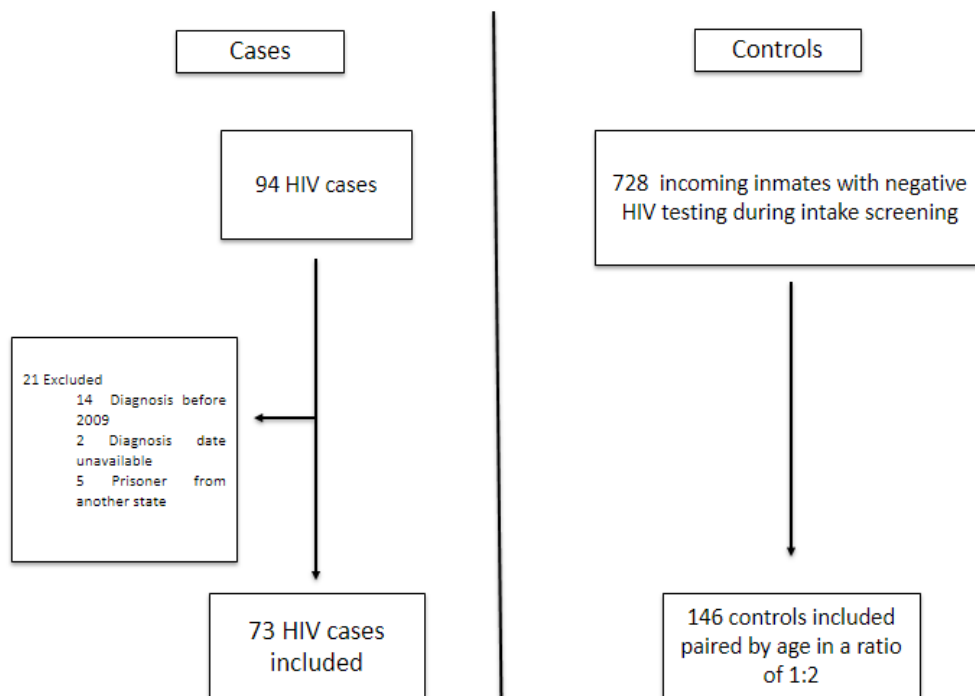 Cases
Controls
94 HIV cases
728 incoming inmates with negative
HIV testing during intake screening
21 Excluded
14 Diagnosis before
2009
2 Diagnosis date
unavailable
5 Prisoner from
another state
73 HIV cases
included
146 controls included
paired by age in a ratio
of 1:2